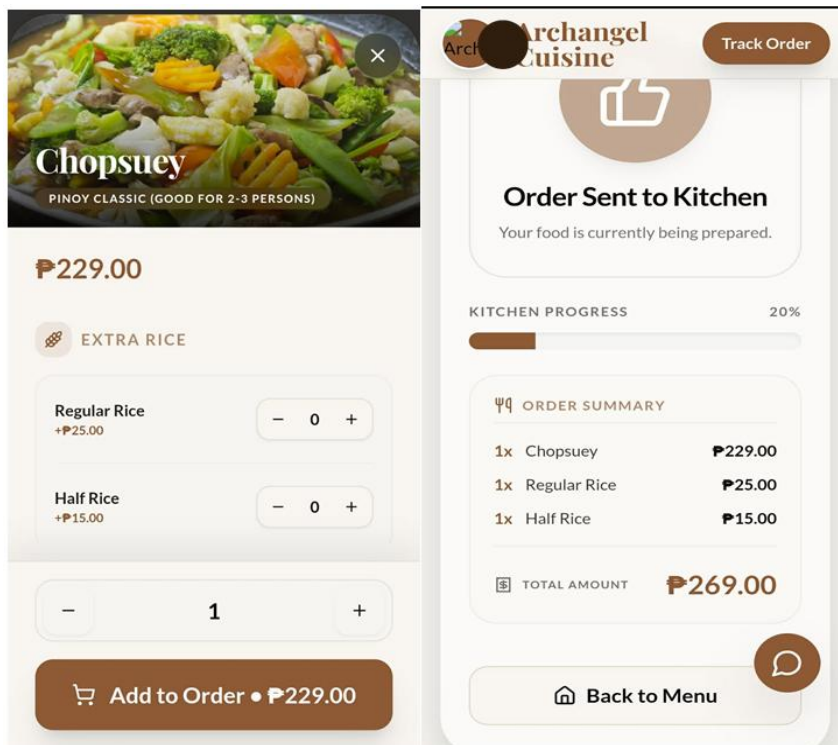 Chopsuey
PINOY CLASSIC (GOOD FOR 2-3 PERSONS)
₱229.00
EXTRA RICE
Regular Rice
+₱25.00
− 0 +
Half Rice
+₱15.00
− 0 +
− 1 +
Add to Order • ₱229.00
Arch
Archangel
Cuisine
Track Order
Order Sent to Kitchen
Your food is currently being prepared.
KITCHEN PROGRESS 20%
ORDER SUMMARY
1x Chopsuey ₱229.00
1x Regular Rice ₱25.00
1x Half Rice ₱15.00
TOTAL AMOUNT ₱269.00
Back to Menu